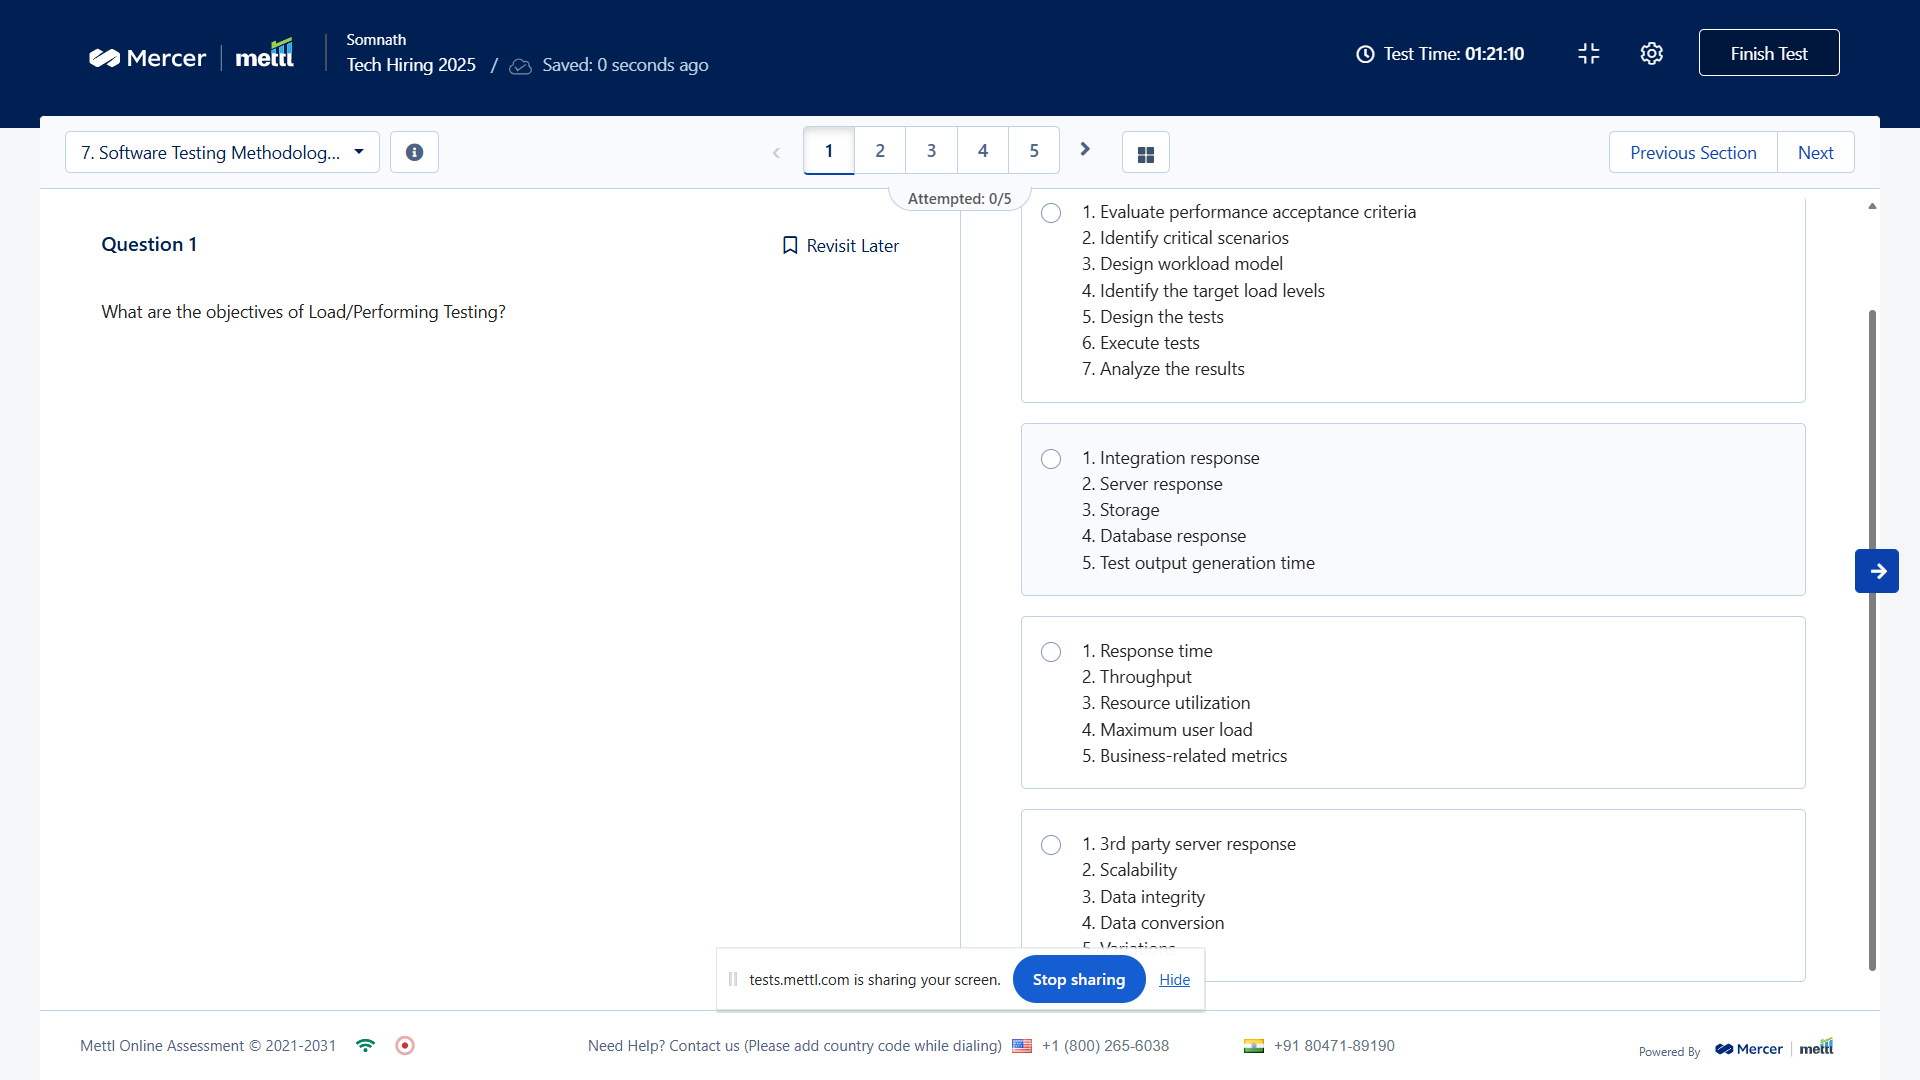 Mercer mettl
Somnath
Tech Hiring 2025 / Saved: 0 seconds ago
Test Time: 01:21:10
Finish Test
7. Software Testing Methodolog...
1 2 3 4 5
Previous Section
Next
Attempted: 0/5
Question 1
Revisit Later
What are the objectives of Load/Performing Testing?
1. Evaluate performance acceptance criteria
2. Identify critical scenarios
3. Design workload model
4. Identify the target load levels
5. Design the tests
6. Execute tests
7. Analyze the results
1. Integration response
2. Server response
3. Storage
4. Database response
5. Test output generation time
1. Response time
2. Throughput
3. Resource utilization
4. Maximum user load
5. Business-related metrics
1. 3rd party server response
2. Scalability
3. Data integrity
4. Data conversion
5. Variations
tests.mettl.com is sharing your screen.
Stop sharing
Hide
Mettl Online Assessment © 2021-2031
Need Help? Contact us (Please add country code while dialing)
+1 (800) 265-6038
+91 80471-89190
Powered By
Mercer mettl